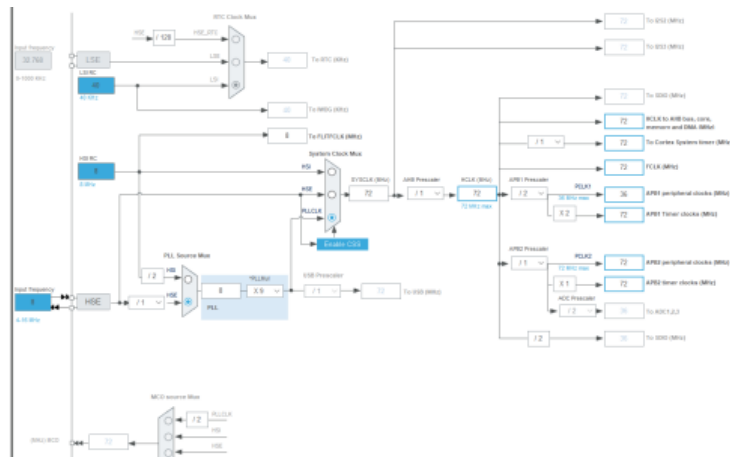 RTC Clock Mux
HSE
/ 128
HSE_RTC
Input frequency
32.768
LSE
LSE
40
To RTC (KHz)
LSI RC
40
LSI
40 KHz
40
To IWDG (KHz)
8
To FLITFCLK (MHz)
HSI RC
8
8 MHz
System Clock Mux
HSI
HSE
PLLCLK
Enable CSS
SYSCLK (MHz)
72
AHB Prescaler
/ 1
HCLK (MHz)
72
72 MHz max
72
To I2S2 (MHz)
72
To I2S3 (MHz)
72
To SDIO (MHz)
72
HCLK to AHB bus, core,
memory and DMA (MHz)
/ 1
72
To Cortex System timer (MHz)
72
FCLK (MHz)
APB1 Prescaler
/ 2
PCLK1
36 MHz max
36
APB1 peripheral clocks (MHz)
X 2
72
APB1 Timer clocks (MHz)
APB2 Prescaler
/ 1
PCLK2
72 MHz max
72
APB2 peripheral clocks (MHz)
X 1
72
APB2 timer clocks (MHz)
ADC Prescaler
/ 2
36
To ADC1,2,3
/ 2
36
To SDIO (MHz)
PLL Source Mux
/ 2
HSI
HSE
/ 1
8
*PLLMul
X 9
PLL
USB Prescaler
/ 1
72
To USB (MHz)
Input frequency
8
HSE
4-16 MHz
MCO source Mux
/ 2
PLLCLK
HSI
HSE
(MHz) MCO
72